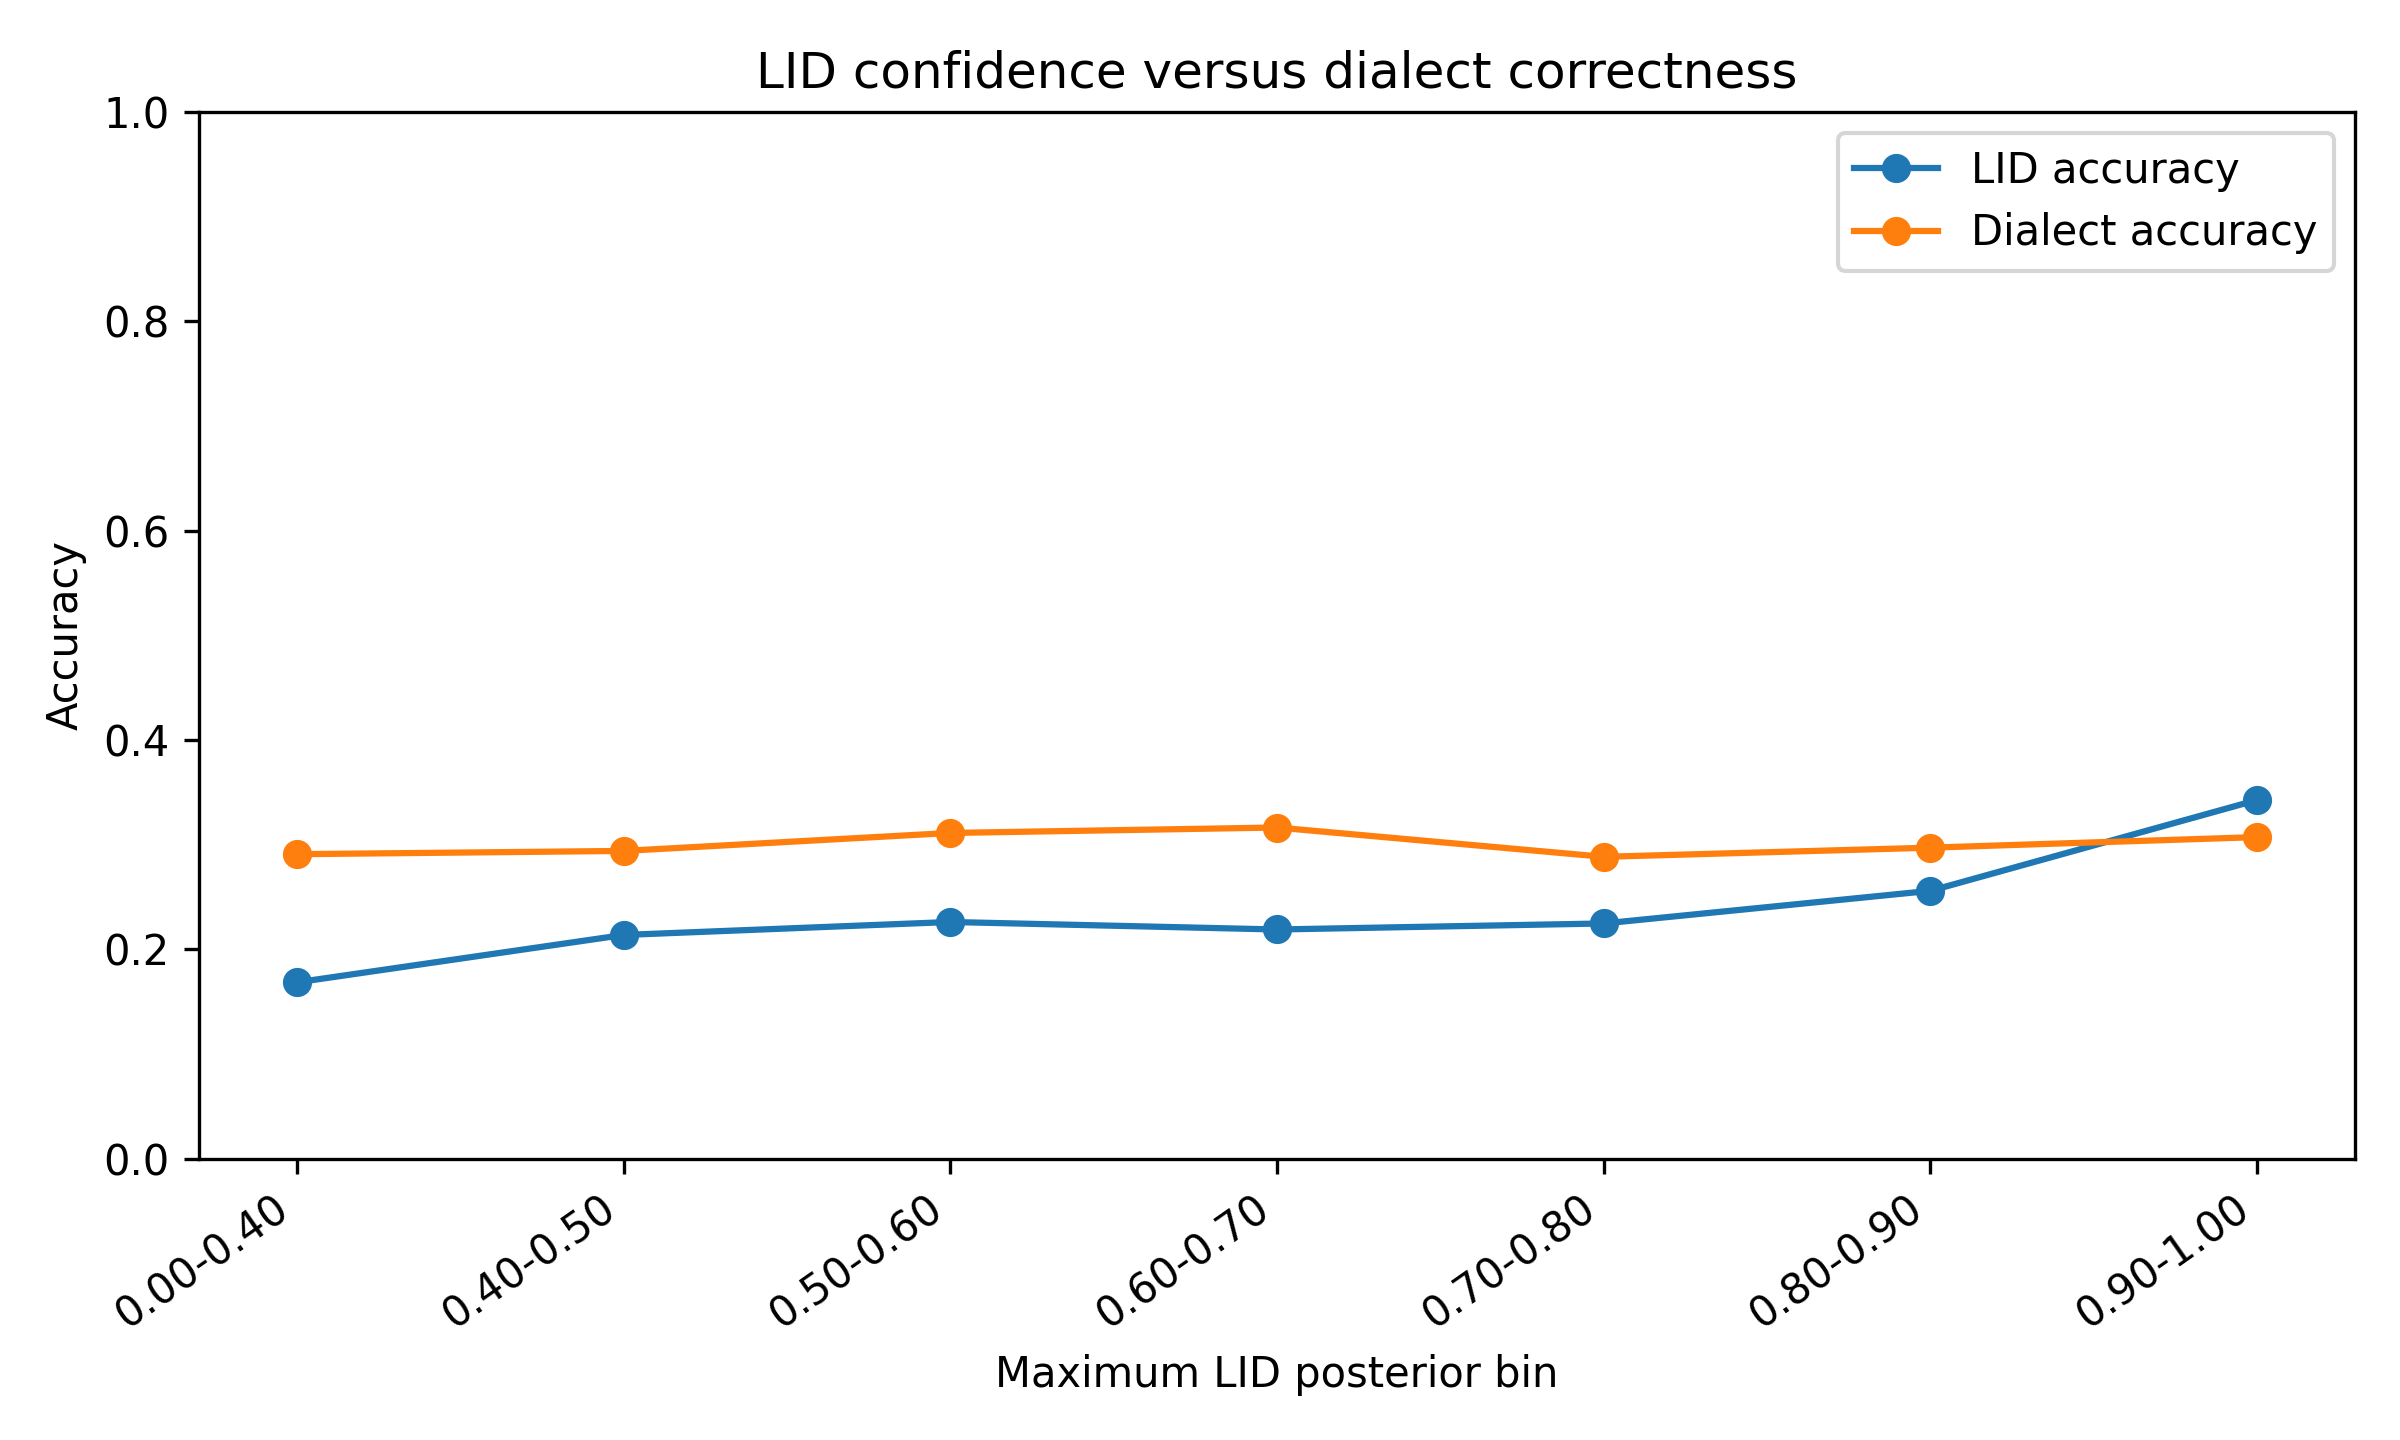 LID confidence versus dialect correctness
1.0
0.8
0.6
0.4
0.2
0.0
Accuracy
LID accuracy
Dialect accuracy
0.00-0.40
0.40-0.50
0.50-0.60
0.60-0.70
0.70-0.80
0.80-0.90
0.90-1.00
Maximum LID posterior bin